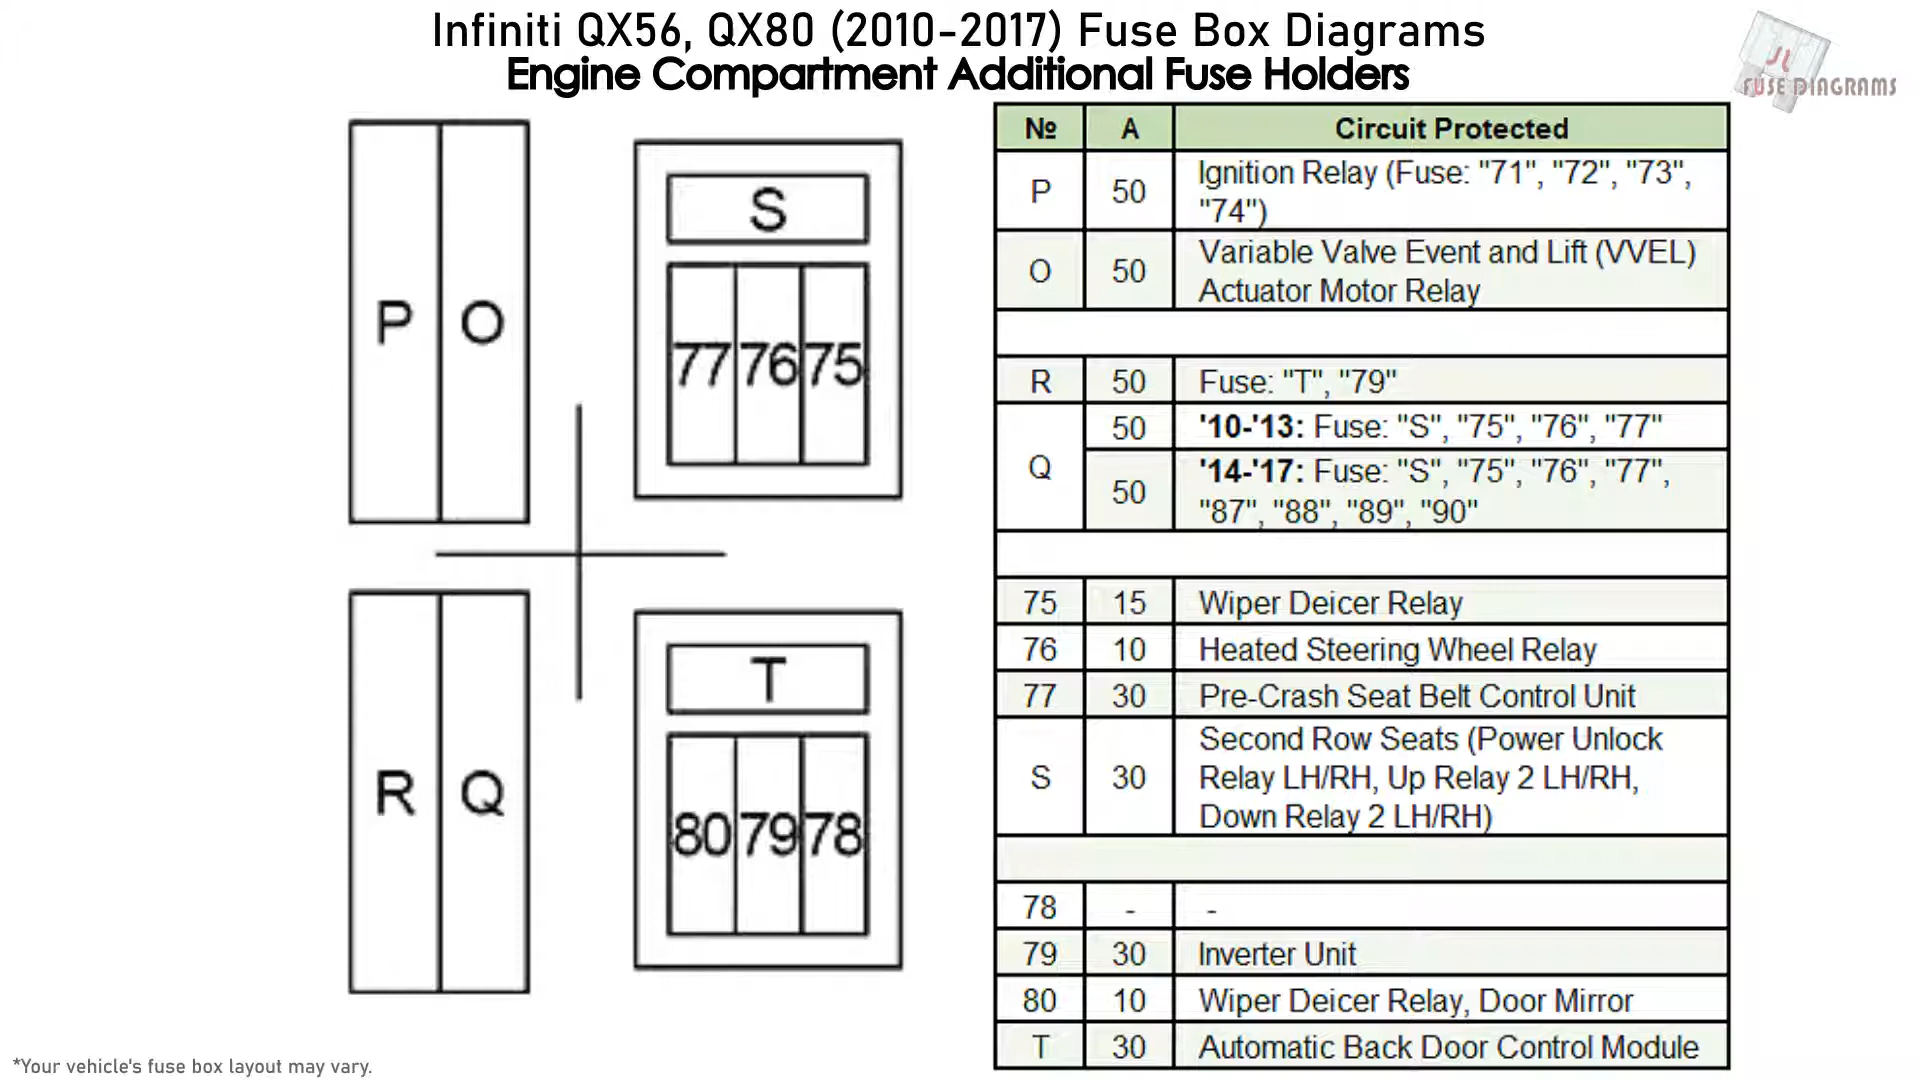 Infiniti QX56, QX80 (2010-2017) Fuse Box Diagrams
Engine Compartment Additional Fuse Holders
FUSE DIAGRAMS
P O
S
77 76 75
R Q
T
80 79 78
№ A Circuit Protected
P 50 Ignition Relay (Fuse: "71", "72", "73",
"74")
O 50 Variable Valve Event and Lift (VVEL)
Actuator Motor Relay
R 50 Fuse: "T", "79"
Q 50 '10-'13: Fuse: "S", "75", "76", "77"
50 '14-'17: Fuse: "S", "75", "76", "77",
"87", "88", "89", "90"
75 15 Wiper Deicer Relay
76 10 Heated Steering Wheel Relay
77 30 Pre-Crash Seat Belt Control Unit
S 30 Second Row Seats (Power Unlock
Relay LH/RH, Up Relay 2 LH/RH,
Down Relay 2 LH/RH)
78 - -
79 30 Inverter Unit
80 10 Wiper Deicer Relay, Door Mirror
T 30 Automatic Back Door Control Module
*Your vehicle's fuse box layout may vary.